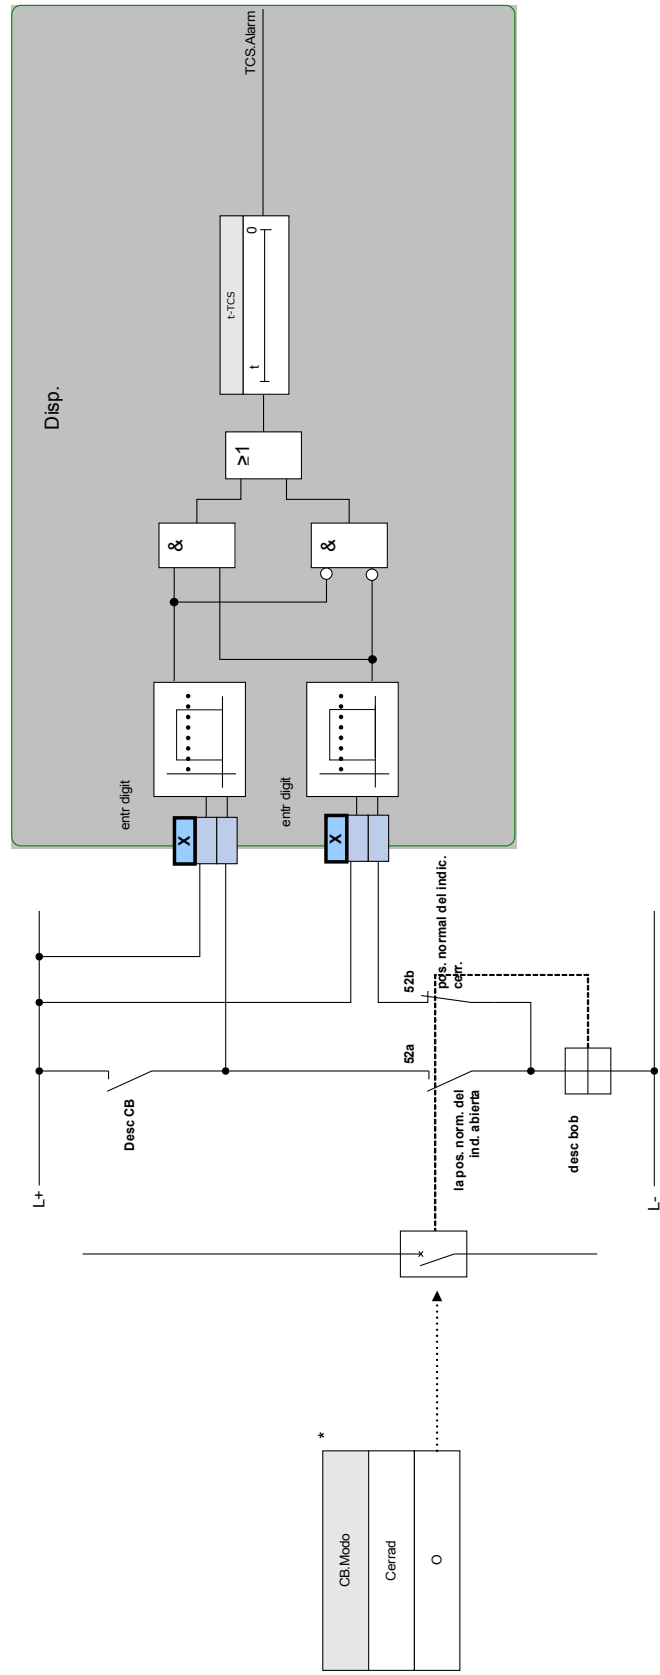 Disp.
TCS.Alarm
t-TCS
t
0
≥1
&
&
entr digit
entr digit
X
X
L+
Desc CB
52a
la pos. norm. del
ind. abierta
52b
pos. normal del indic.
cerr.
desc bob
L-
*
CB.Modo
Cerrad
O